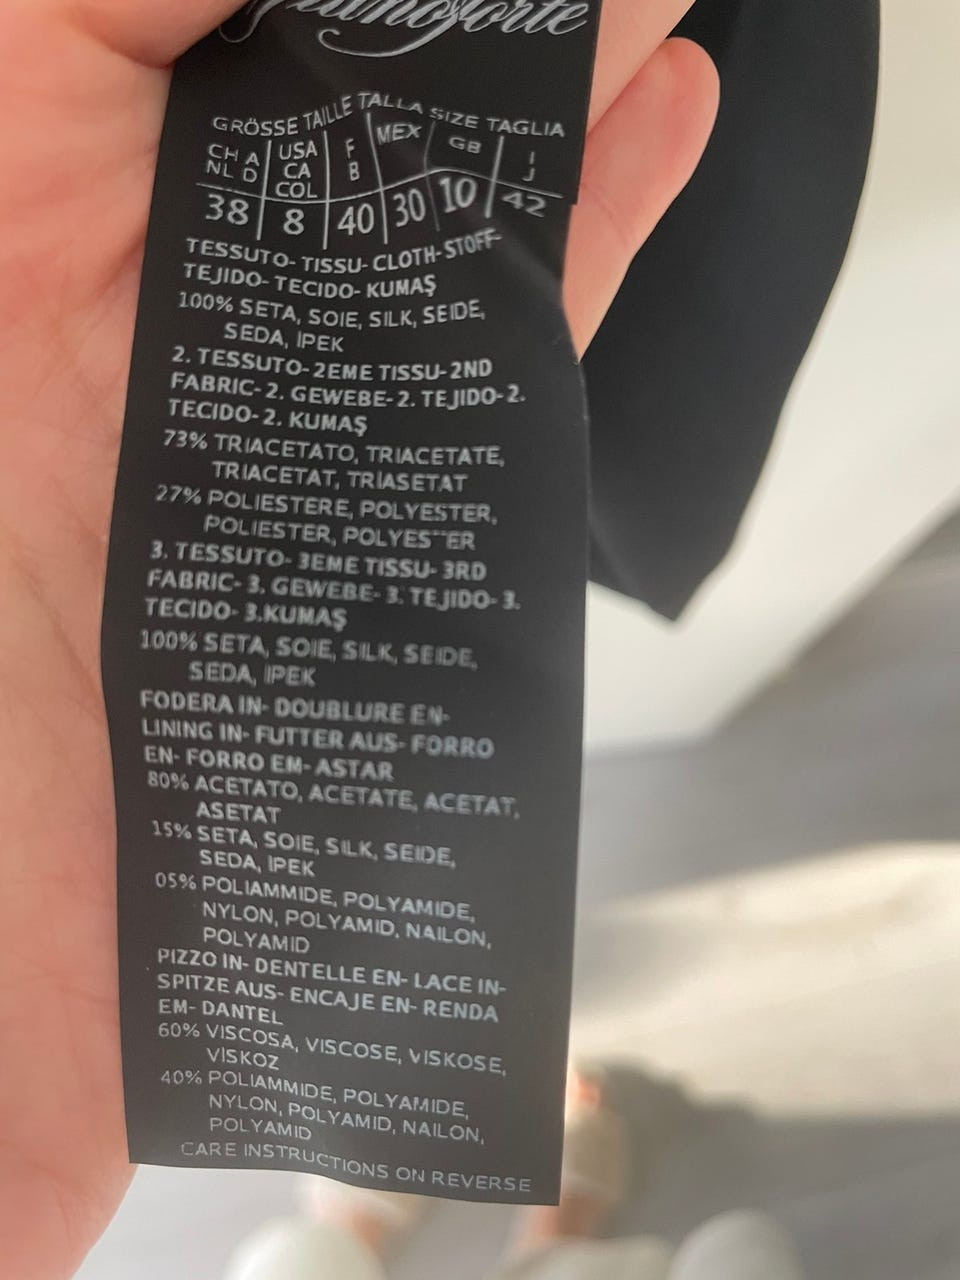 GRÖSSE TAILLE TALLA SIZE TAGLIA
CH A NL D | USA CA COL | F B | MEX | GB | I J
38 | 8 | 40 | 30 | 10 | 42
TESSUTO- TISSU- CLOTH- STOFF-
TEJIDO- TECIDO- KUMAŞ
100% SETA, SOIE, SILK, SEIDE,
SEDA, İPEK
2. TESSUTO- 2EME TISSU- 2ND
FABRIC- 2. GEWEBE- 2. TEJIDO- 2.
TECIDO- 2. KUMAŞ
73% TRIACETATO, TRIACETATE,
TRIACETAT, TRIASETAT
27% POLIESTERE, POLYESTER,
POLIESTER, POLYESTER
3. TESSUTO- 3EME TISSU- 3RD
FABRIC- 3. GEWEBE- 3. TEJIDO- 3.
TECIDO- 3.KUMAŞ
100% SETA, SOIE, SILK, SEIDE,
SEDA, İPEK
FODERA IN- DOUBLURE EN-
LINING IN- FUTTER AUS- FORRO
EN- FORRO EM- ASTAR
80% ACETATO, ACETATE, ACETAT,
ASETAT
15% SETA, SOIE, SILK, SEIDE,
SEDA, İPEK
05% POLIAMMIDE, POLYAMIDE,
NYLON, POLYAMID, NAILON,
POLYAMID
PIZZO IN- DENTELLE EN- LACE IN-
SPITZE AUS- ENCAJE EN- RENDA
EM- DANTEL
60% VISCOSA, VISCOSE, VISKOSE,
VİSKOZ
40% POLIAMMIDE, POLYAMIDE,
NYLON, POLYAMID, NAILON,
POLYAMID
CARE INSTRUCTIONS ON REVERSE